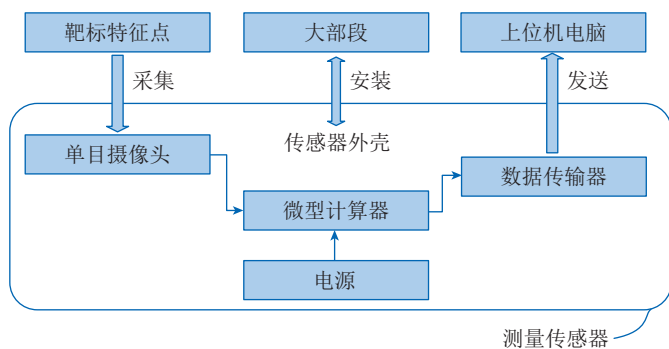 靶标特征点
大部段
上位机电脑
采集
安装
发送
传感器外壳
单目摄像头
数据传输器
微型计算器
电源
测量传感器